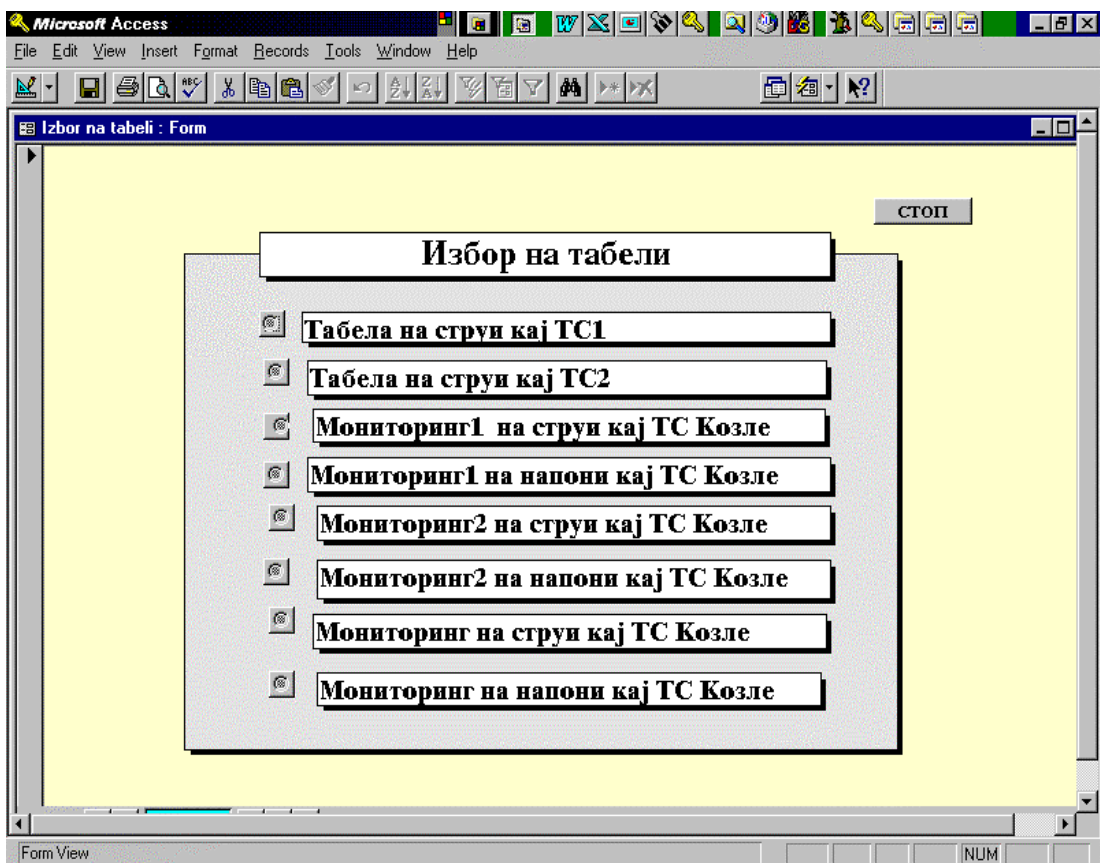 Microsoft Access
File Edit View Insert Format Records Tools Window Help
Izbor na tabeli : Form
стоп
Избор на табели
Табела на струи кај ТС1
Табела на струи кај ТС2
Мониторинг1 на струи кај ТС Козле
Мониторинг1 на напони кај ТС Козле
Мониторинг2 на струи кај ТС Козле
Мониторинг2 на напони кај ТС Козле
Мониторинг на струи кај ТС Козле
Мониторинг на напони кај ТС Козле
Form View NUM